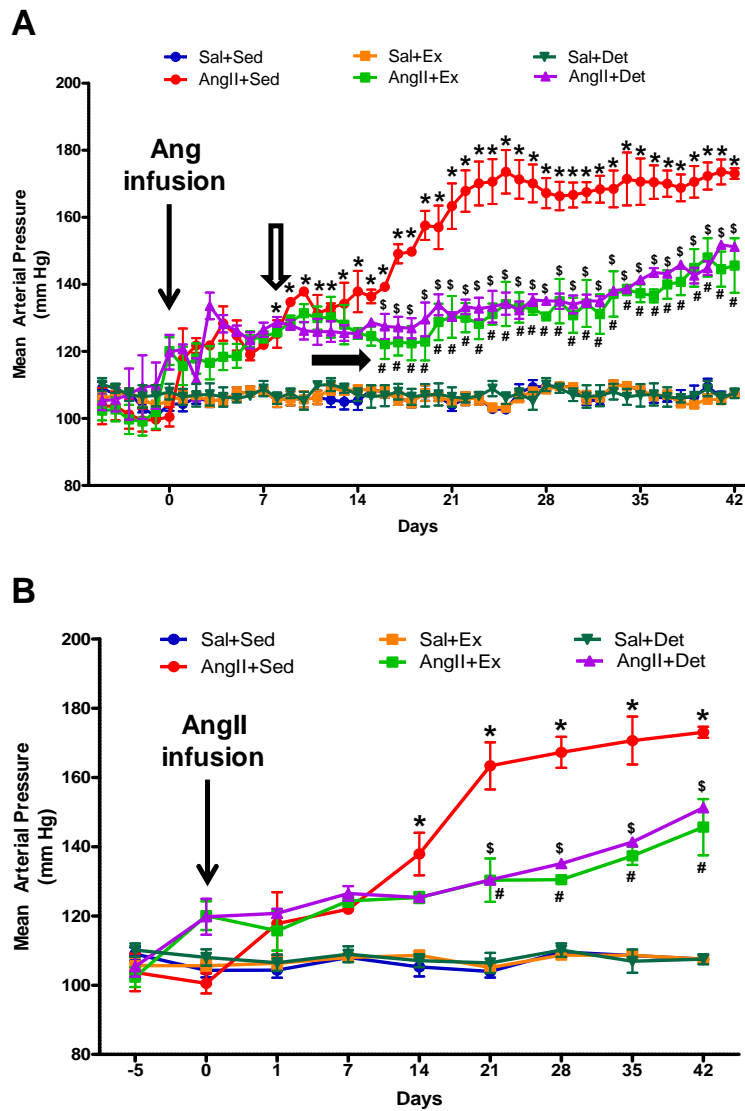 A
Sal+Sed Sal+Ex Sal+Det
AngII+Sed AngII+Ex AngII+Det
200
180
160
140
120
100
80
Mean Arterial Pressure
(mm Hg)
Ang
infusion
* * * * * * * * * * * * * * * * * * * * * * * * * * * * * * * * * * *
$ $ $ $ $ $ $ $ $ $ $ $ $ $ $ $ $ $ $ $ $ $ $ $ $ $ $
# # # # # # # # # # # # # # # # # # # # # # # # # # #
0 7 14 21 28 35 42
Days
B
Sal+Sed Sal+Ex Sal+Det
AngII+Sed AngII+Ex AngII+Det
200
180
160
140
120
100
80
Mean Arterial Pressure
(mm Hg)
AngII
infusion
* * * * *
$ $ $ $
# # # #
-5 0 1 7 14 21 28 35 42
Days